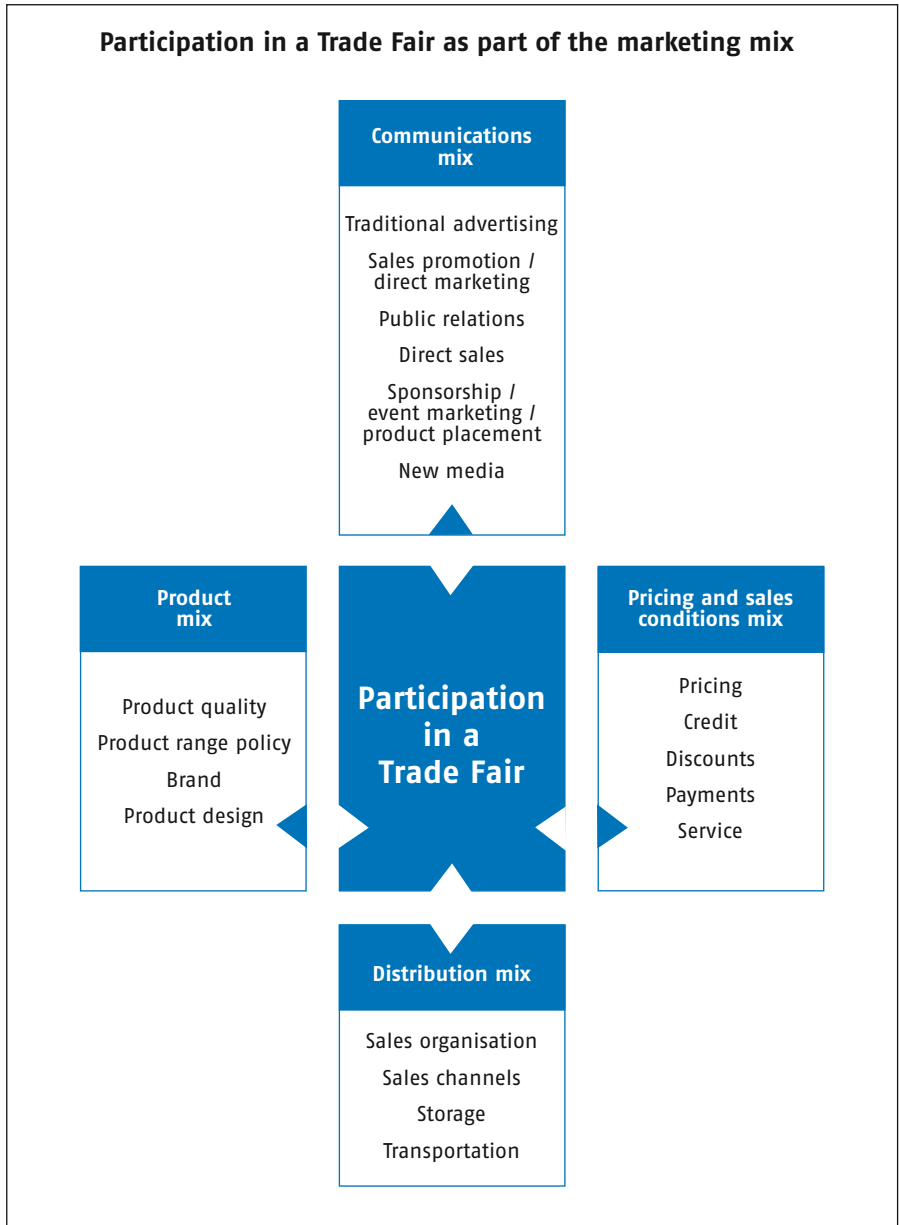 Participation in a Trade Fair as part of the marketing mix
Communications
mix
Traditional advertising
Sales promotion /
direct marketing
Public relations
Direct sales
Sponsorship /
event marketing /
product placement
New media
Product
mix
Product quality
Product range policy
Brand
Product design
Participation
in a
Trade Fair
Pricing and sales
conditions mix
Pricing
Credit
Discounts
Payments
Service
Distribution mix
Sales organisation
Sales channels
Storage
Transportation